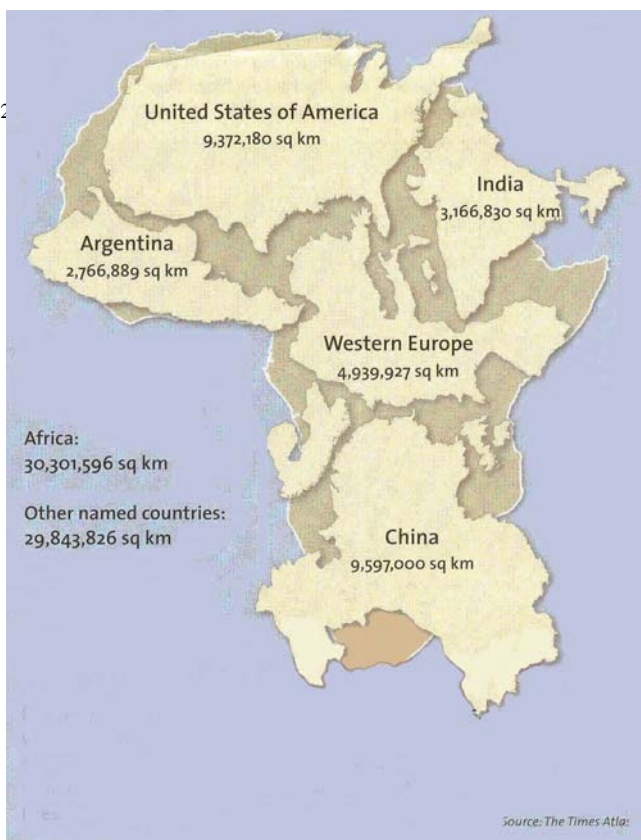 2
United States of America
9,372,180 sq km
India
3,166,830 sq km
Argentina
2,766,889 sq km
Western Europe
4,939,927 sq km
Africa:
30,301,596 sq km
Other named countries:
29,843,826 sq km
China
9,597,000 sq km
Source: The Times Atlas